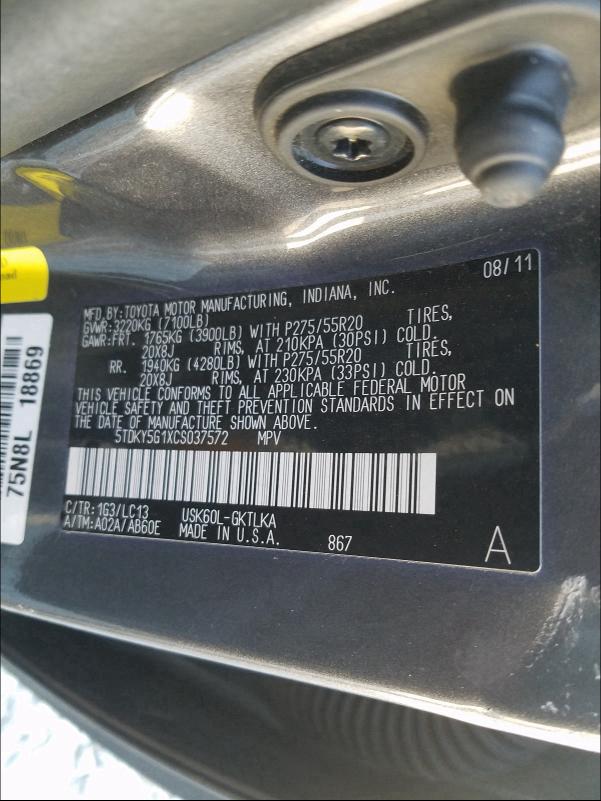 08/11
MFD.BY:TOYOTA MOTOR MANUFACTURING, INDIANA, INC.
GVWR:3220KG (7100LB)
GAWR:FRT. 1765KG (3900LB) WITH P275/55R20 TIRES,
20X8J RIMS, AT 210KPA (30PSI) COLD.
RR. 1940KG (4280LB) WITH P275/55R20 TIRES,
20X8J RIMS, AT 230KPA (33PSI) COLD.
THIS VEHICLE CONFORMS TO ALL APPLICABLE FEDERAL MOTOR
VEHICLE SAFETY AND THEFT PREVENTION STANDARDS IN EFFECT ON
THE DATE OF MANUFACTURE SHOWN ABOVE.
5TDKY5G1XCS037572 MPV
C/TR:1G3/LC13 USK60L-GKTLKA
A/TM:A02A/AB60E MADE IN U.S.A. 867 A
75N8L 18869